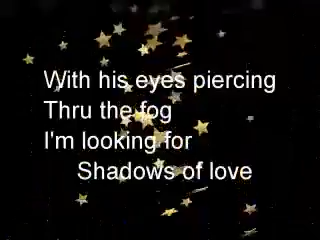 With his eyes piercing
Thru the fog
I'm looking for
Shadows of love